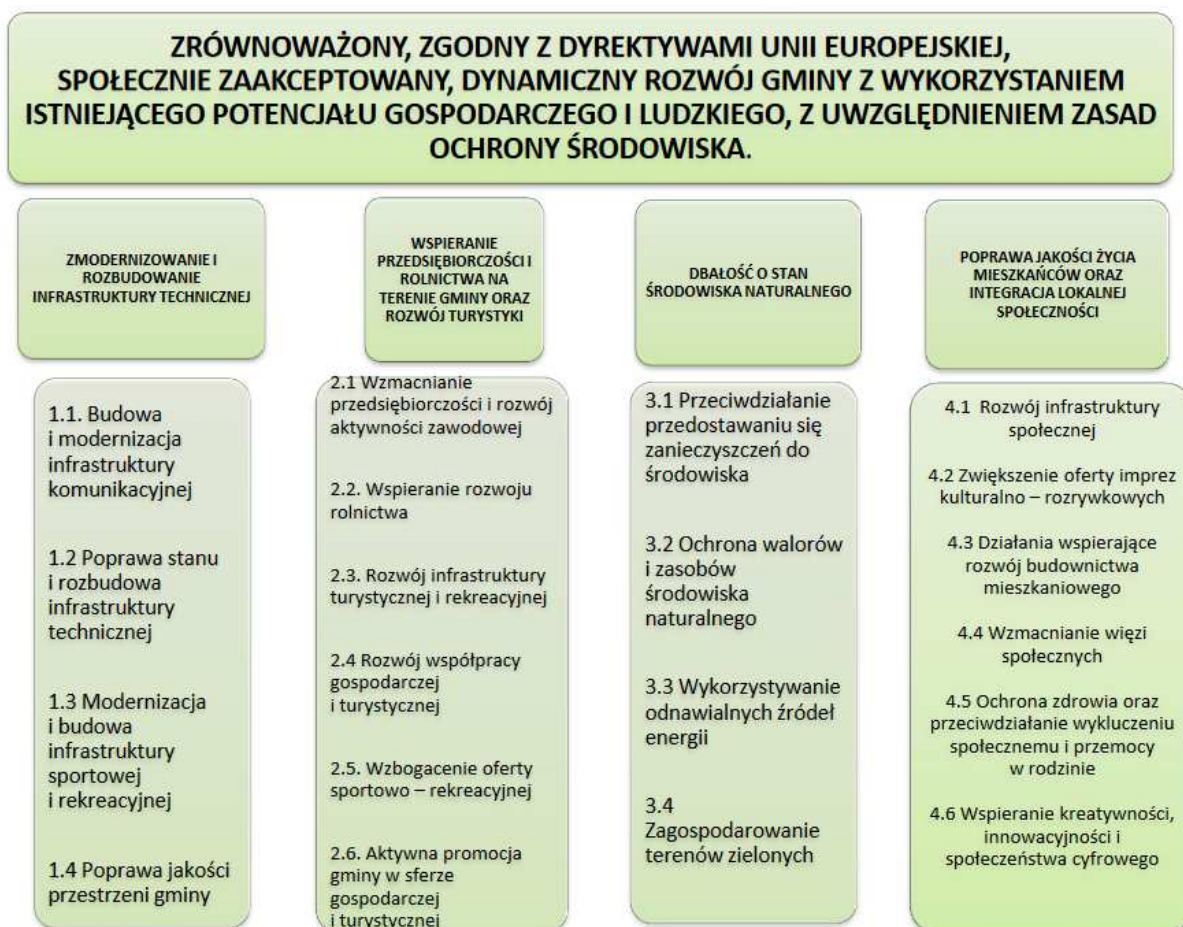 ZRÓWNOWAŻONY, ZGODNY Z DYREKTYWAMI UNII EUROPEJSKIEJ,
SPOŁECZNIE ZAAKCEPTOWANY, DYNAMICZNY ROZWÓJ GMINY Z WYKORZYSTANIEM
ISTNIEJĄCEGO POTENCJAŁU GOSPODARCZEGO I LUDZKIEGO, Z UWZGLĘDNIENIEM ZASAD
OCHRONY ŚRODOWISKA.
ZMODERNIZOWANIE I
ROZBUDOWANIE
INFRASTRUKTURY TECHNICZNEJ
1.1. Budowa
i modernizacja
infrastruktury
komunikacyjnej
1.2 Poprawa stanu
i rozbudowa
infrastruktury
technicznej
1.3 Modernizacja
i budowa
infrastruktury
sportowej
i rekreacyjnej
1.4 Poprawa jakości
przestrzeni gminy
WSPIERANIE
PRZEDSIĘBIORCZOŚCI I
ROLNICTWA NA
TERENIE GMINY ORAZ
ROZWÓJ TURYSTYKI
2.1 Wzmacnianie
przedsiębiorczości i rozwój
aktywności zawodowej
2.2. Wspieranie rozwoju
rolnictwa
2.3. Rozwój infrastruktury
turystycznej i rekreacyjnej
2.4 Rozwój współpracy
gospodarczej
i turystycznej
2.5. Wzbogacenie oferty
sportowo – rekreacyjnej
2.6. Aktywna promocja
gminy w sferze
gospodarczej
i turystycznej
DBAŁOŚĆ O STAN
ŚRODOWISKA NATURALNEGO
3.1 Przeciwdziałanie
przedostawaniu się
zanieczyszczeń do
środowiska
3.2 Ochrona walorów
i zasobów
środowiska
naturalnego
3.3 Wykorzystywanie
odnawialnych źródeł
energii
3.4
Zagospodarowanie
terenów zielonych
POPRAWA JAKOŚCI ŻYCIA
MIESZKAŃCÓW ORAZ
INTEGRACJA LOKALNEJ
SPOŁECZNOŚCI
4.1 Rozwój infrastruktury
społecznej
4.2 Zwiększenie oferty imprez
kulturalno – rozrywkowych
4.3 Działania wspierające
rozwój budownictwa
mieszkaniowego
4.4 Wzmacnianie więzi
społecznych
4.5 Ochrona zdrowia oraz
przeciwdziałanie wykluczeniu
społecznemu i przemocy
w rodzinie
4.6 Wspieranie kreatywności,
innowacyjności i
społeczeństwa cyfrowego